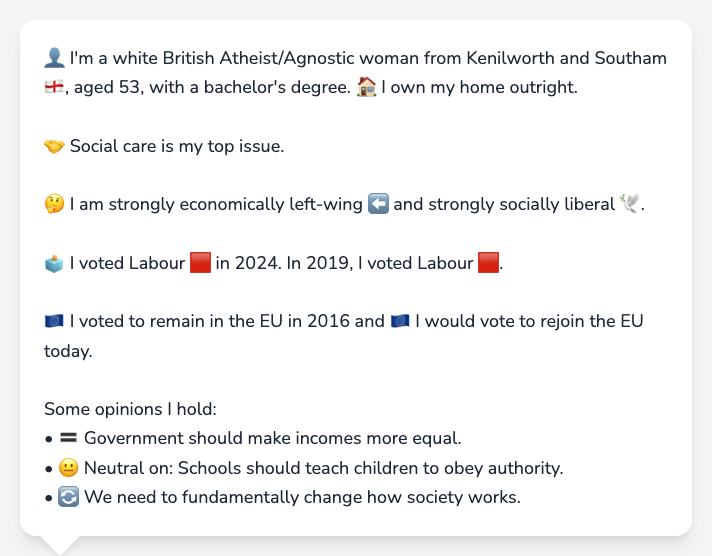 👤 I'm a white British Atheist/Agnostic woman from Kenilworth and Southam
🏴󠁧󠁢󠁥󠁮󠁧󠁿, aged 53, with a bachelor's degree. 🏠 I own my home outright.
🤝 Social care is my top issue.
🤔 I am strongly economically left-wing ⬅️ and strongly socially liberal 🕊️.
🗳️ I voted Labour 🟥 in 2024. In 2019, I voted Labour 🟥.
🇪🇺 I voted to remain in the EU in 2016 and 🇪🇺 I would vote to rejoin the EU
today.
Some opinions I hold:
• 🟰 Government should make incomes more equal.
• 😐 Neutral on: Schools should teach children to obey authority.
• 🔄 We need to fundamentally change how society works.